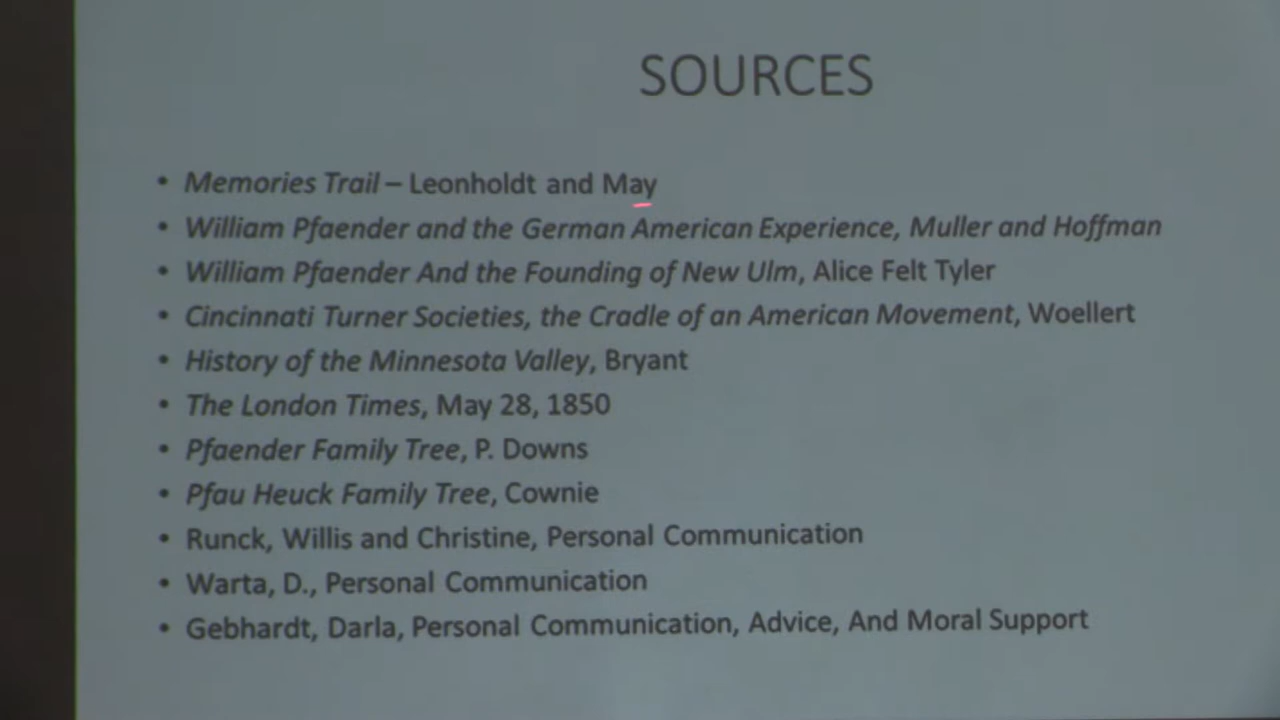 SOURCES
• Memories Trail – Leonholdt and May
• William Pfaender and the German American Experience, Muller and Hoffman
• William Pfaender And the Founding of New Ulm, Alice Felt Tyler
• Cincinnati Turner Societies, the Cradle of an American Movement, Woellert
• History of the Minnesota Valley, Bryant
• The London Times, May 28, 1850
• Pfaender Family Tree, P. Downs
• Pfau Heuck Family Tree, Cownie
• Runck, Willis and Christine, Personal Communication
• Warta, D., Personal Communication
• Gebhardt, Darla, Personal Communication, Advice, And Moral Support